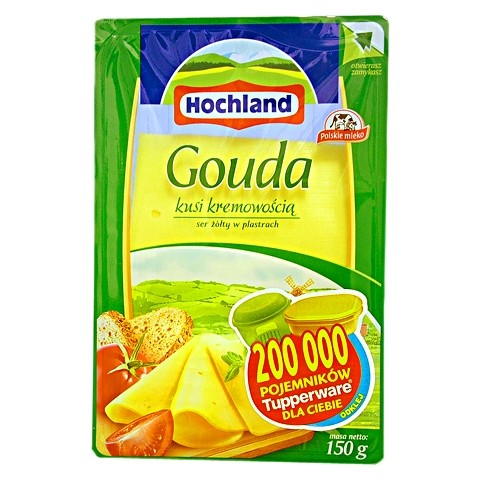 otwierasz
zamykasz
Hochland
Polskie mleko
Gouda
kusi kremowością
ser żółty w plastrach
200 000
POJEMNIKÓW
Tupperware®
DLA CIEBIE
ODKLEJ
masa netto:
150 g